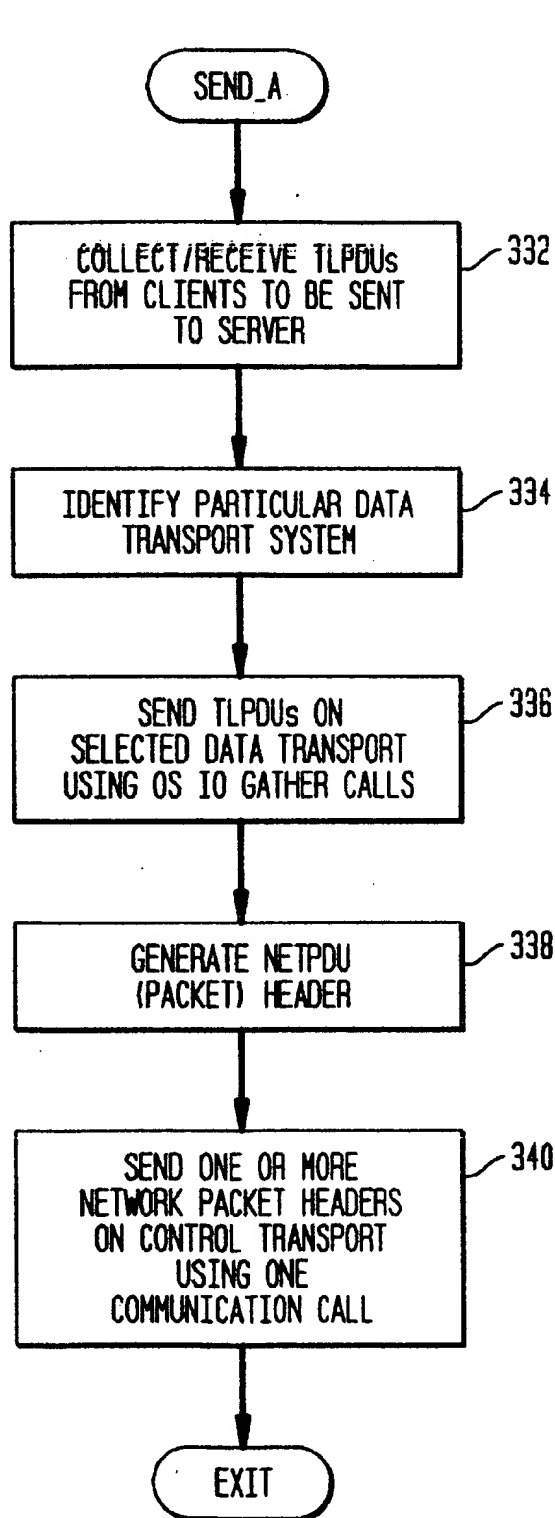 SEND_A
COLLECT/RECEIVE TLPDUs
FROM CLIENTS TO BE SENT
TO SERVER
332
IDENTIFY PARTICULAR DATA
TRANSPORT SYSTEM
334
SEND TLPDUs ON
SELECTED DATA TRANSPORT
USING OS IO GATHER CALLS
336
GENERATE NETPDU
(PACKET) HEADER
338
SEND ONE OR MORE
NETWORK PACKET HEADERS
ON CONTROL TRANSPORT
USING ONE
COMMUNICATION CALL
340
EXIT